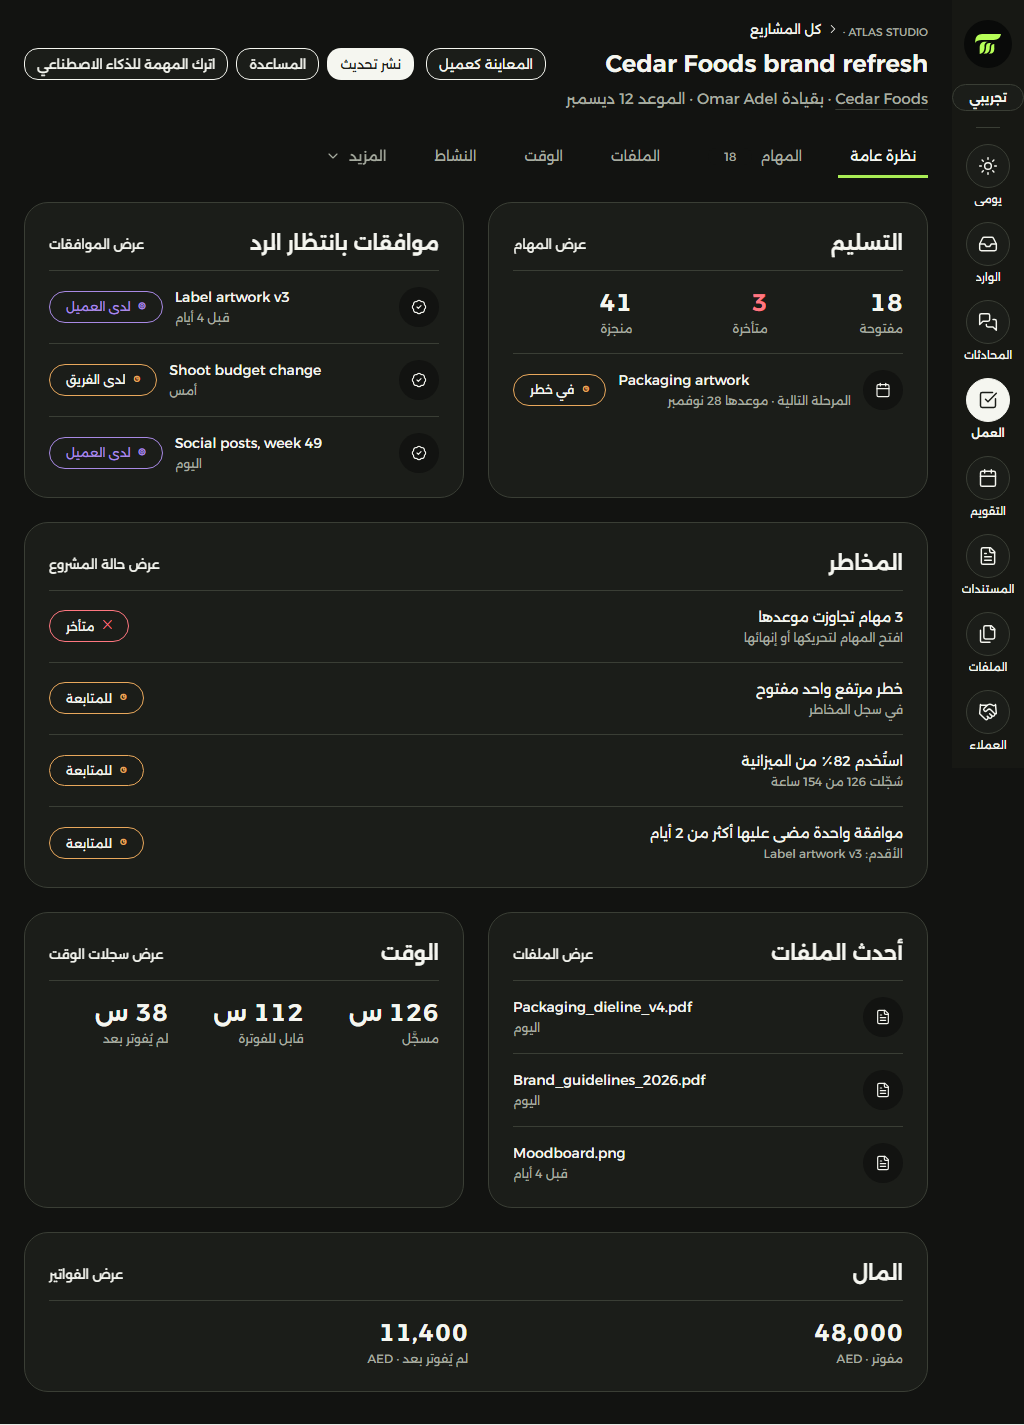 تجريبي
يومي
الوارد
المحادثات
العمل
التقويم
المستندات
الملفات
العملاء
ATLAS STUDIO · كل المشاريع
Cedar Foods brand refresh
Cedar Foods · بقيادة Omar Adel · الموعد 12 ديسمبر
المعاينة كعميل
نشر تحديث
المساعدة
اترك المهمة للذكاء الاصطناعي
نظرة عامة
المهام 18
الملفات
الوقت
النشاط
المزيد
التسليم
عرض المهام
18
مفتوحة
3
متأخرة
41
منجزة
Packaging artwork
المرحلة التالية · موعدها 28 نوفمبر
في خطر
موافقات بانتظار الرد
عرض الموافقات
Label artwork v3
قبل 4 أيام
لدى العميل
Shoot budget change
أمس
لدى الفريق
Social posts, week 49
اليوم
لدى العميل
المخاطر
عرض حالة المشروع
3 مهام تجاوزت موعدها
افتح المهام لتحريكها أو إنهائها
متأخر
خطر مرتفع واحد مفتوح
في سجل المخاطر
للمتابعة
استُخدم 82٪ من الميزانية
سُجّلت 126 من 154 ساعة
للمتابعة
موافقة واحدة مضى عليها أكثر من 2 أيام
الأقدم: Label artwork v3
للمتابعة
أحدث الملفات
عرض الملفات
Packaging_dieline_v4.pdf
اليوم
Brand_guidelines_2026.pdf
اليوم
Moodboard.png
قبل 4 أيام
الوقت
عرض سجلات الوقت
126 س
مسجَّل
112 س
قابل للفوترة
38 س
لم يُفوتر بعد
المال
عرض الفواتير
48,000
مفوتر · AED
11,400
لم يُفوتر بعد · AED